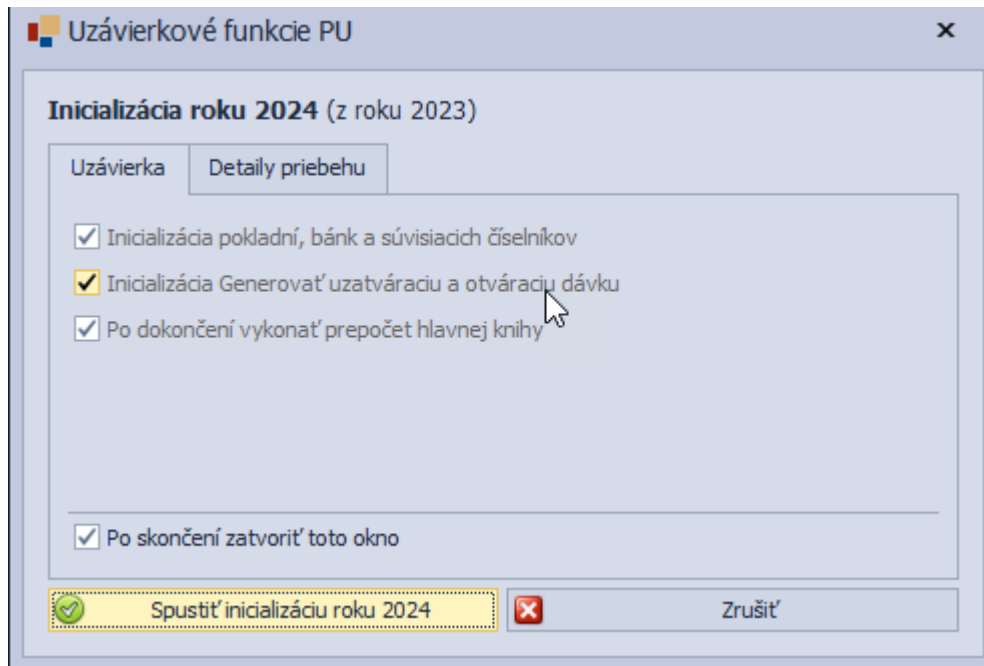 Uzávierkové funkcie PU
Inicializácia roku 2024 (z roku 2023)
Uzávierka
Detaily priebehu
Inicializácia pokladní, bánk a súvisiacich číselníkov
Inicializácia Generovať uzatváraciu a otváraciu dávku
Po dokončení vykonať prepočet hlavnej knihy
Po skončení zatvoriť toto okno
Spustiť inicializáciu roku 2024
Zrušiť